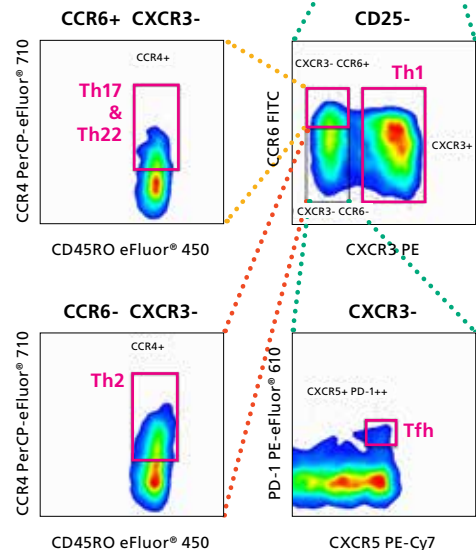 CCR6+ CXCR3-
CCR4 PerCP-eFluor® 710
CCR4+
Th17
&
Th22
CD45RO eFluor® 450
CD25-
CCR6 FITC
CXCR3- CCR6+
Th1
CXCR3+
CXCR3- CCR6-
CXCR3 PE
CCR6- CXCR3-
CCR4 PerCP-eFluor® 710
CCR4+
Th2
CD45RO eFluor® 450
CXCR3-
PD-1 PE-eFluor® 610
CXCR5+ PD-1++
Tfh
CXCR5 PE-Cy7